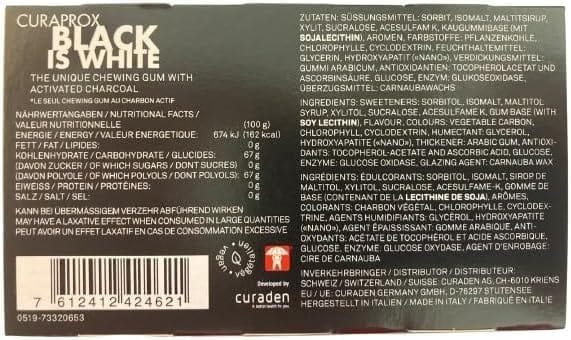 CURAPROX
BLACK
IS WHITE
THE UNIQUE CHEWING GUM WITH
ACTIVATED CHARCOAL
*LE SEUL CHEWING GUM AU CHARBON ACTIF
NÄHRWERTANGABEN / NUTRITIONAL FACTS /
VALEUR NUTRITIONNELLE (100 g)
ENERGIE / ENERGY / VALEUR ENERGETIQUE: 674 kJ (162 kcal)
FETT / FAT / LIPIDES: 0g
KOHLENHYDRATE / CARBOHYDRATE / GLUCIDES: 67 g
(DAVON ZUCKER / OF WHICH SUGARS / DONT SUCRES) 0 g
(DAVON POLYOLE / OF WHICH POLYOLS / DONT POLYOLS): 67 g
EIWEISS / PROTEIN / PROTÉINES: 0 g
SALZ / SALT / SEL: 0 g
KANN BEI ÜBERMÄSSIGEM VERZEHR ABFÜHREND WIRKEN
MAY HAVE A LAXATIVE EFFECT WHEN CONSUMED IN LARGE QUANTITIES
PEUT AVOIR UN EFFET LAXATIF EN CAS DE CONSOMMATION EXCESSIVE
7 612412 424621
0519-73320653
Developed by
curaden
ZUTATEN: SÜSSUNGSMITTEL: SORBIT, ISOMALT, MALTITSIRUP,
XYLIT, SUCRALOSE, ACESULFAM K, KAUGUMMIBASE (MIT
SOJALECITHIN), AROMEN, FARBSTOFFE: PFLANZENKOHLE,
CHLOROPHYLLE, CYCLODEXTRIN, FEUCHTHALTEMITTEL:
GLYCERIN, HYDROXYAPATIT («NANO»), VERDICKUNGSMITTEL:
GUMMI ARABICUM, ANTIOXIDANTIEN: TOCOPHEROLACETAT UND
ASCORBINSÄURE, GLUCOSE, ENZYM: GLUKOSEOXIDASE,
ÜBERZUGSMITTEL: CARNAUBAWACHS
INGREDIENTS: SWEETENERS: SORBITOL, ISOMALT, MALTITOL
SYRUP, XYLITOL, SUCRALOSE, ACESULFAME K, GUM BASE (WITH
SOY LECITHIN), FLAVOUR, COLOURS: VEGETABLE CARBON,
CHLOROPHYLL, CYCLODEXTRIN, HUMECTANT: GLYCEROL,
HYDROXYAPATITE («NANO»), THICKENER: ARABIC GUM, ANTIOXI-
DANTS: TOCOPHEROL-ACETATE AND ASCORBIC ACID, GLUCOSE,
ENZYME: GLUCOSE OXIDASE, GLAZING AGENT: CARNAUBA WAX
INGRÉDIENTS: ÉDULCORANTS: SORBITOL, ISOMALT, SIROP DE
MALTITOL, XYLITOL, SUCRALOSE, ACESULFAME-K, GOMME DE
BASE (CONTENANT DE LA LECITHINE DE SOJA), ARÔMES,
COLORANTS: CHARBON VÉGÉTAL, CHLOROPHYLLE, CYCLODEX-
TRINE, AGENTS HUMIDIFIANTS: GLYCÉROL, HYDROXYAPATITE
(«NANO»), AGENT ÉPAISSISSANT: GOMME ARABIQUE, ANTI-
OXYDANTS: ACÉTATE DE TOCOPHÉROL ET ACIDE ASCORBIQUE,
GLUCOSE, ENZYME: GLUCOSE OXYDASE, AGENT D'ENROBAGE:
CIRE DE CARNAUBA
INVERKEHRBRINGER / DISTRIBUTOR / DISTRIBUTEUR:
SCHWEIZ / SWITZERLAND / SUISSE: CURADEN AG, CH-6010 KRIENS
EU / UE: CURADEN GERMANY GMBH, D-76297 STUTENSEE
HERGESTELLT IN ITALIEN / MADE IN ITALY / FABRIQUÉ EN ITALIE